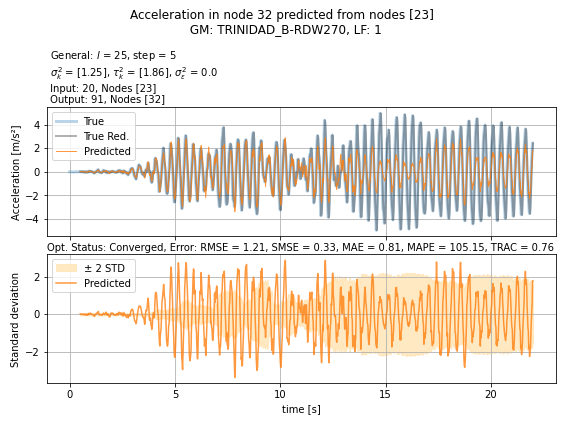 Acceleration in node 32 predicted from nodes [23]
GM: TRINIDAD_B-RDW270, LF: 1
General: l = 25, step = 5
σ²ₖ = [1.25], τ²ₖ = [1.86], σ²ε = 0.0
Input: 20, Nodes [23]
Output: 91, Nodes [32]
True
True Red.
Predicted
Acceleration [m/s²]
4
2
0
−2
−4
Opt. Status: Converged, Error: RMSE = 1.21, SMSE = 0.33, MAE = 0.81, MAPE = 105.15, TRAC = 0.76
± 2 STD
Predicted
Standard deviation
2
0
−2
0
5
10
15
20
time [s]